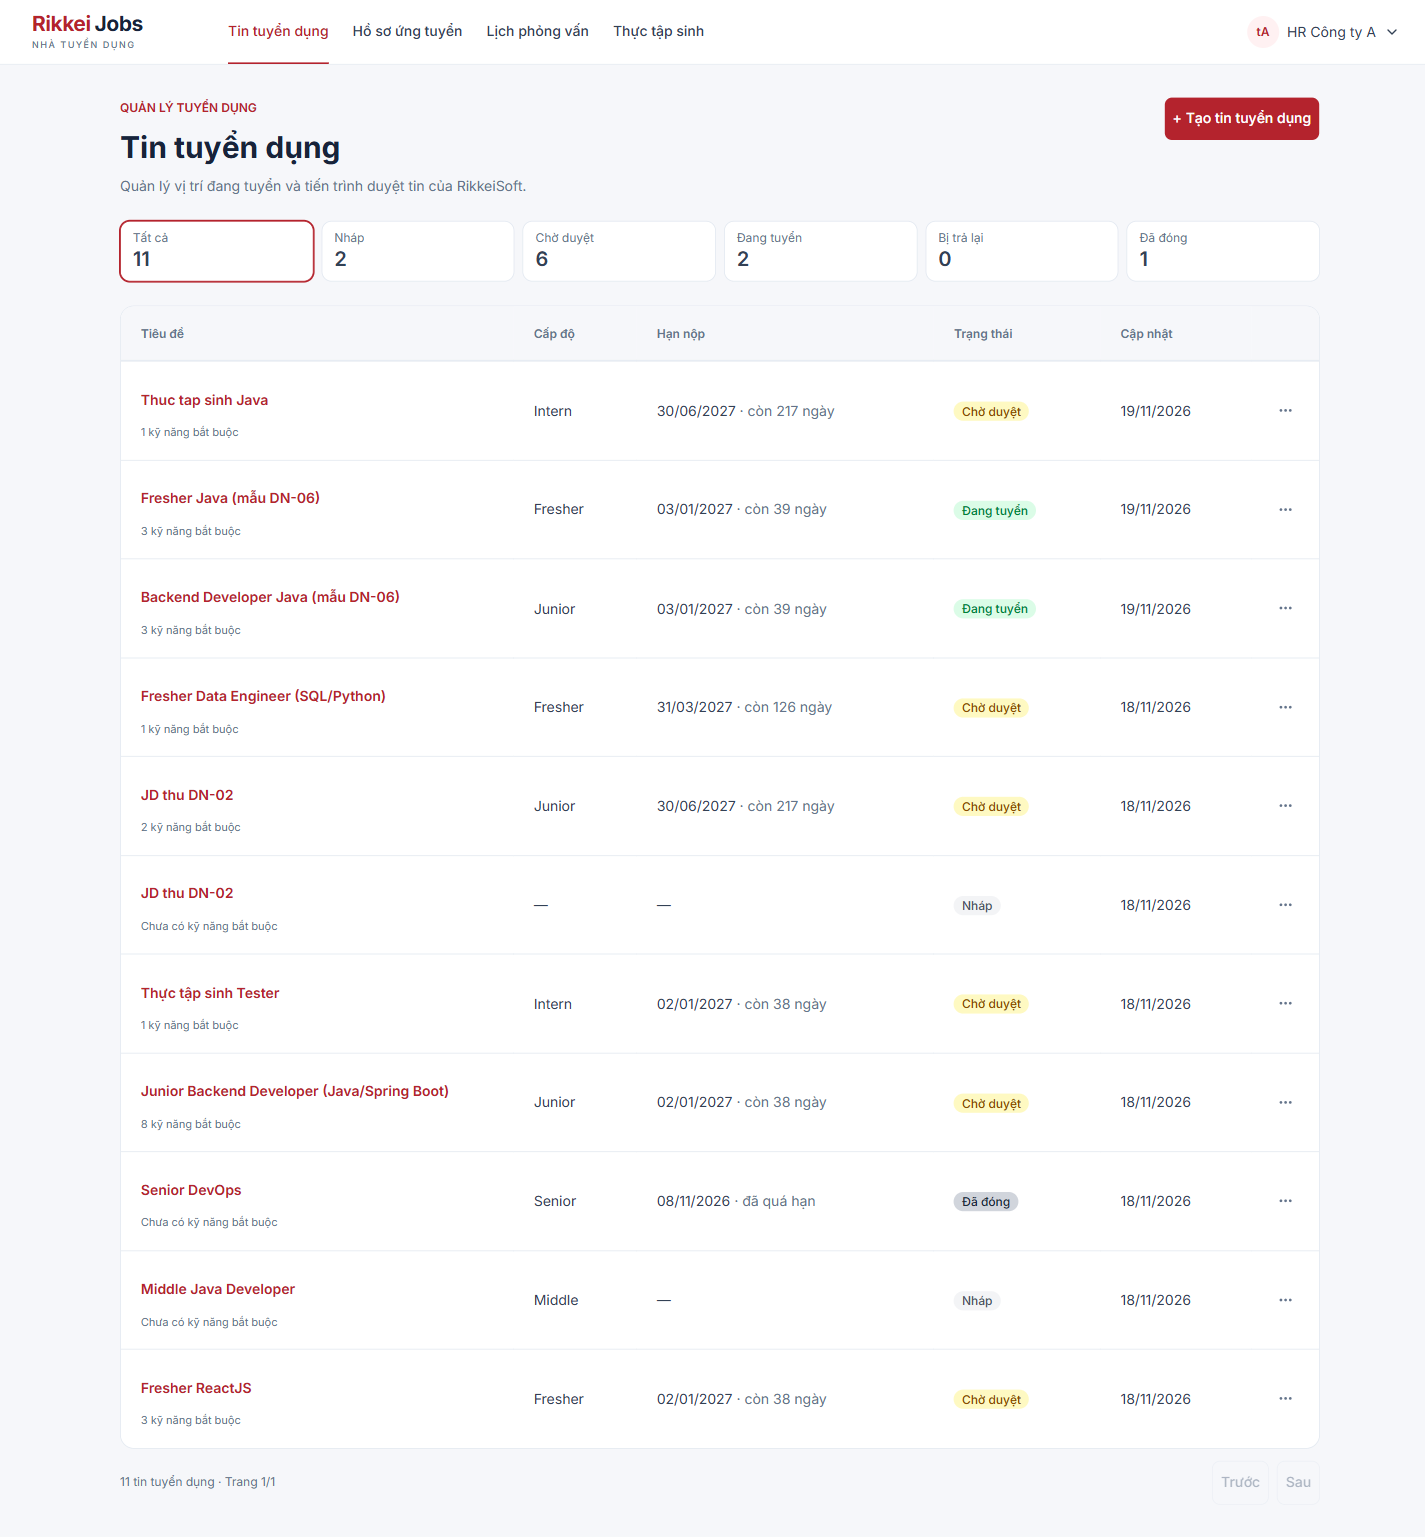 Rikkei Jobs
NHÀ TUYỂN DỤNG
Tin tuyển dụng Hồ sơ ứng tuyển Lịch phỏng vấn Thực tập sinh
tA HR Công ty A
QUẢN LÝ TUYỂN DỤNG
+ Tạo tin tuyển dụng
Tin tuyển dụng
Quản lý vị trí đang tuyển và tiến trình duyệt tin của RikkeiSoft.
Tất cả Nháp Chờ duyệt Đang tuyển Bị trả lại Đã đóng
11 2 6 2 0 1
Tiêu đề Cấp độ Hạn nộp Trạng thái Cập nhật
Thuc tap sinh Java
Intern 30/06/2027 · còn 217 ngày Chờ duyệt 19/11/2026 ···
1 kỹ năng bắt buộc
Fresher Java (mẫu DN-06)
Fresher 03/01/2027 · còn 39 ngày Đang tuyển 19/11/2026 ···
3 kỹ năng bắt buộc
Backend Developer Java (mẫu DN-06)
Junior 03/01/2027 · còn 39 ngày Đang tuyển 19/11/2026 ···
3 kỹ năng bắt buộc
Fresher Data Engineer (SQL/Python)
Fresher 31/03/2027 · còn 126 ngày Chờ duyệt 18/11/2026 ···
1 kỹ năng bắt buộc
JD thu DN-02
Junior 30/06/2027 · còn 217 ngày Chờ duyệt 18/11/2026 ···
2 kỹ năng bắt buộc
JD thu DN-02
— — Nháp 18/11/2026 ···
Chưa có kỹ năng bắt buộc
Thực tập sinh Tester
Intern 02/01/2027 · còn 38 ngày Chờ duyệt 18/11/2026 ···
1 kỹ năng bắt buộc
Junior Backend Developer (Java/Spring Boot)
Junior 02/01/2027 · còn 38 ngày Chờ duyệt 18/11/2026 ···
8 kỹ năng bắt buộc
Senior DevOps
Senior 08/11/2026 · đã quá hạn Đã đóng 18/11/2026 ···
Chưa có kỹ năng bắt buộc
Middle Java Developer
Middle — Nháp 18/11/2026 ···
Chưa có kỹ năng bắt buộc
Fresher ReactJS
Fresher 02/01/2027 · còn 38 ngày Chờ duyệt 18/11/2026 ···
3 kỹ năng bắt buộc
11 tin tuyển dụng · Trang 1/1 Trước Sau